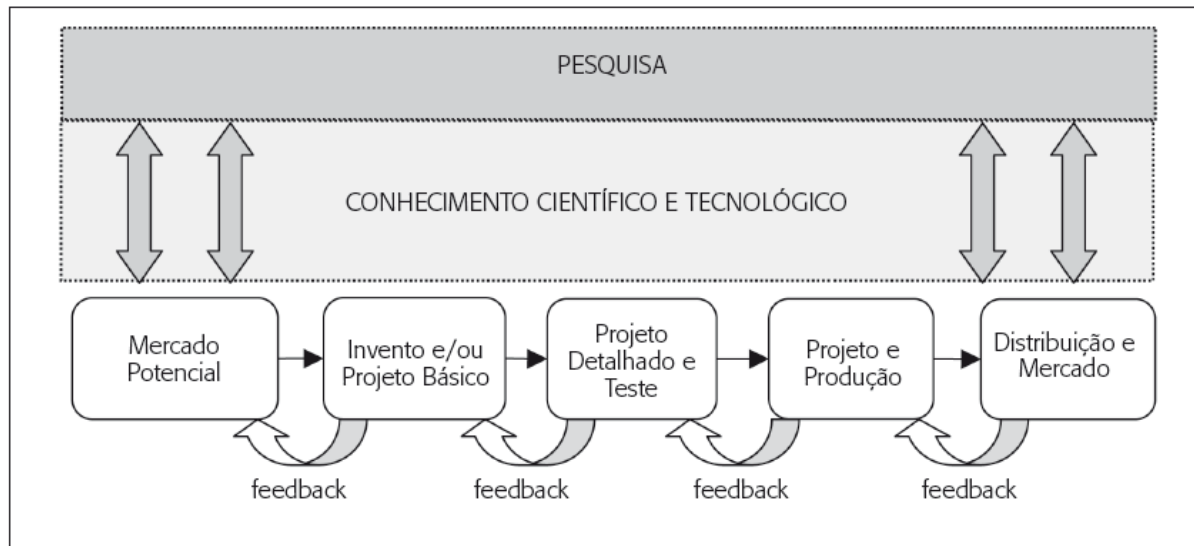 PESQUISA
CONHECIMENTO CIENTÍFICO E TECNOLÓGICO
Mercado
Potencial
Invento e/ou
Projeto Básico
Projeto
Detalhado e
Teste
Projeto e
Produção
Distribuição e
Mercado
feedback
feedback
feedback
feedback